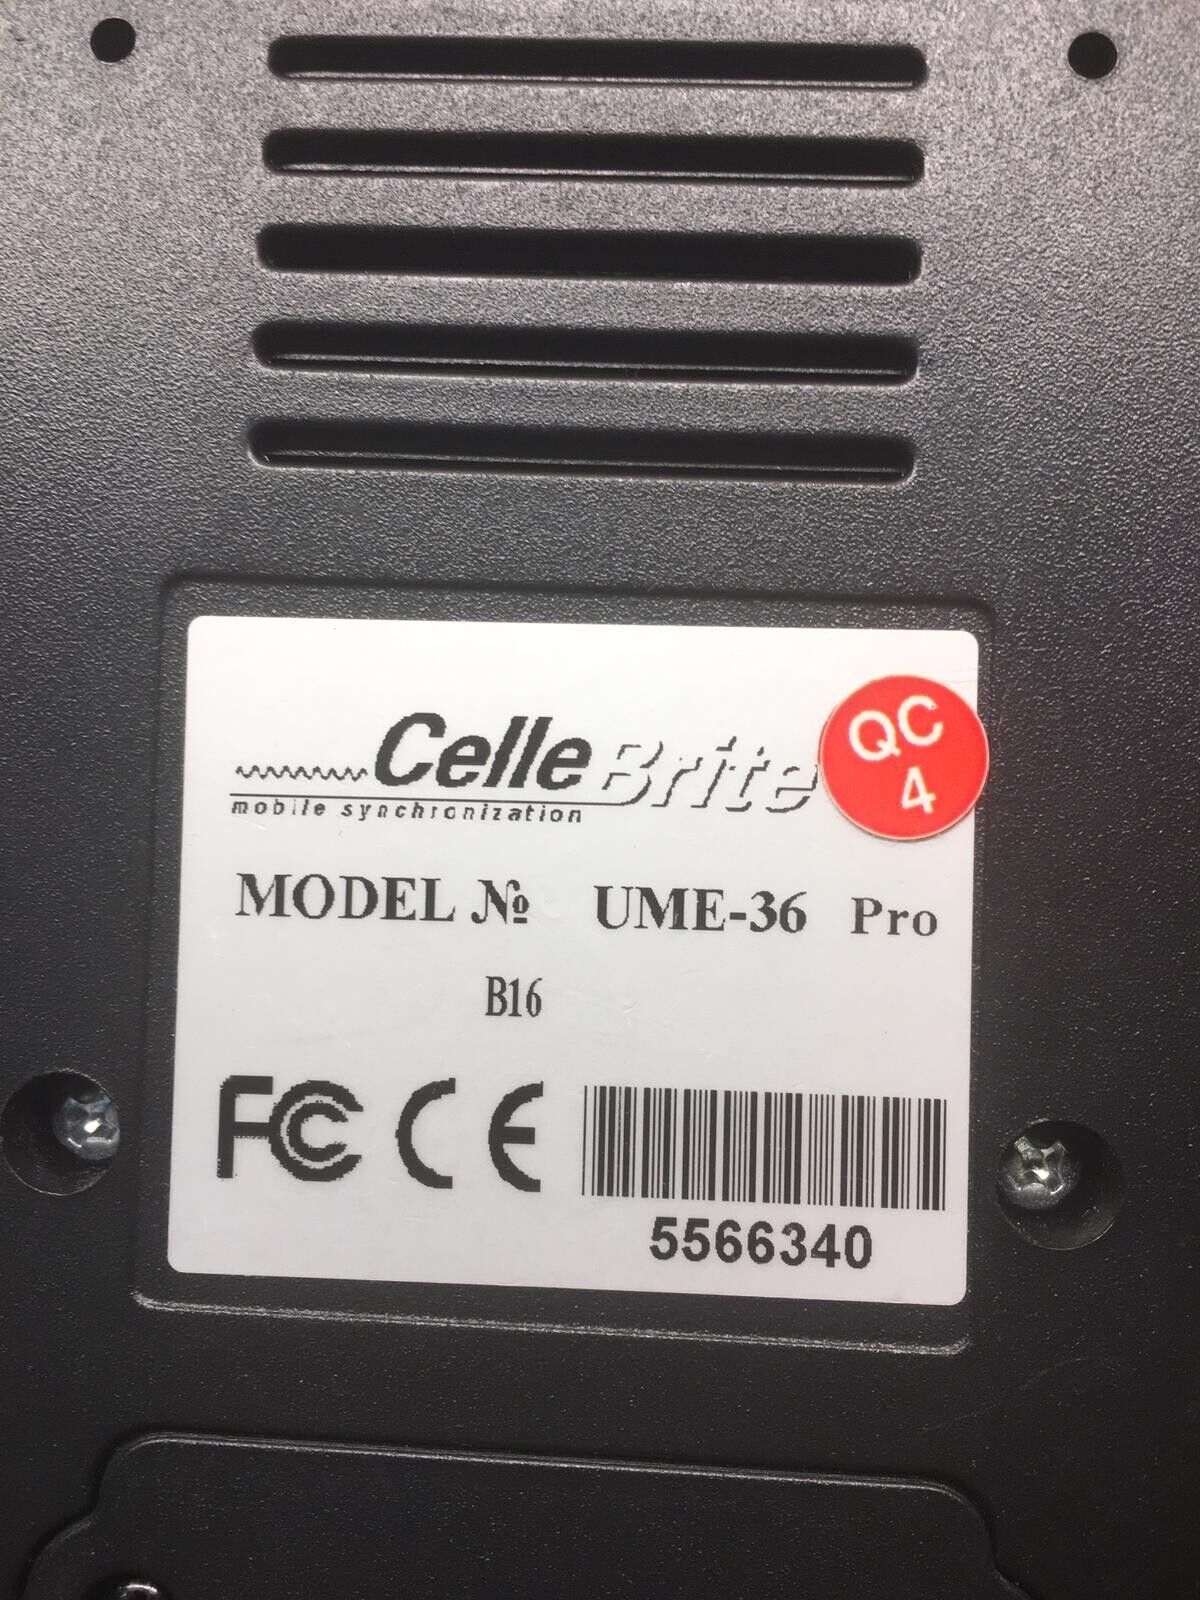 CelleBrite
mobile synchronization
QC
4
MODEL № UME-36 Pro
B16
FC CE
5566340